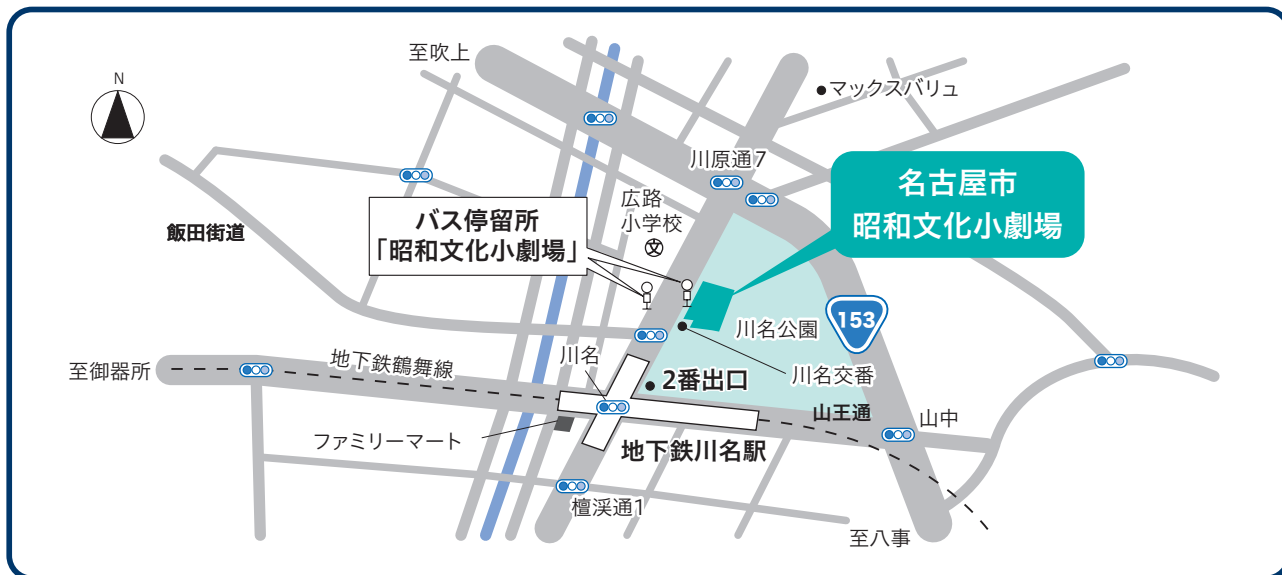 至吹上
N
マックスバリュ
川原通7
名古屋市
昭和文化小劇場
広路
小学校
文
バス停留所
「昭和文化小劇場」
飯田街道
153
川名公園
地下鉄鶴舞線
川名
至御器所
2番出口
川名交番
山王通
山中
ファミリーマート
地下鉄川名駅
檀渓通1
至八事